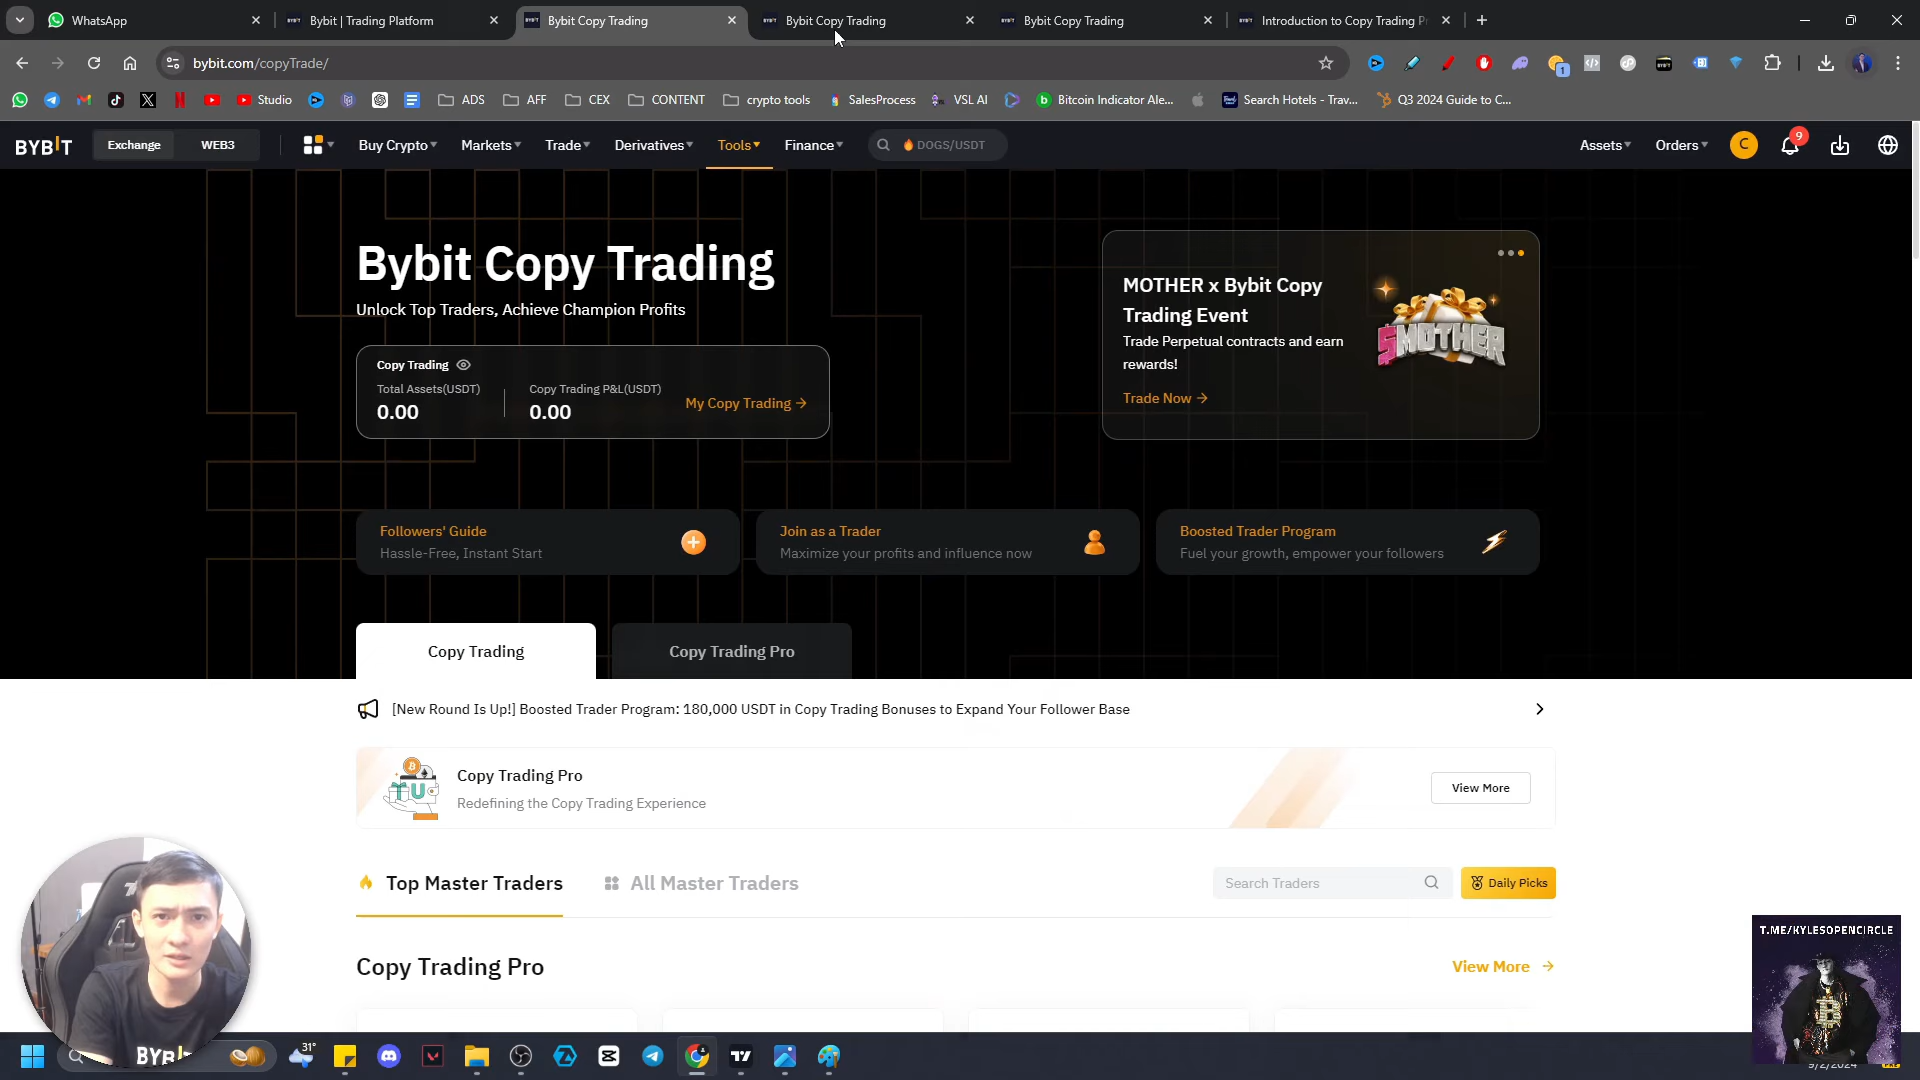 WhatsApp
Bybit | Trading Platform
Bybit Copy Trading
Bybit Copy Trading
Bybit Copy Trading
Introduction to Copy Trading P
bybit.com/copyTrade/
1
Studio
ADS
AFF
CEX
CONTENT
crypto tools
SalesProcess
VSL AI
Bitcoin Indicator Ale...
Search Hotels - Trav...
Q3 2024 Guide to C...
BYBIT
Exchange
WEB3
Buy Crypto
Markets
Trade
Derivatives
Tools
Finance
DOGS/USDT
Assets
Orders
C
9
Bybit Copy Trading
Unlock Top Traders, Achieve Champion Profits
Copy Trading
Total Assets(USDT)
0.00
Copy Trading P&L(USDT)
0.00
My Copy Trading →
MOTHER x Bybit Copy
Trading Event
Trade Perpetual contracts and earn
rewards!
Trade Now →
$MOTHER
Followers' Guide
Hassle-Free, Instant Start
Join as a Trader
Maximize your profits and influence now
Boosted Trader Program
Fuel your growth, empower your followers
Copy Trading
Copy Trading Pro
[New Round Is Up!] Boosted Trader Program: 180,000 USDT in Copy Trading Bonuses to Expand Your Follower Base
Copy Trading Pro
Redefining the Copy Trading Experience
View More
Top Master Traders
All Master Traders
Search Traders
Daily Picks
Copy Trading Pro
View More →
T.ME/KYLESOPENCIRCLE
BYBIT
31°
9/2/2024